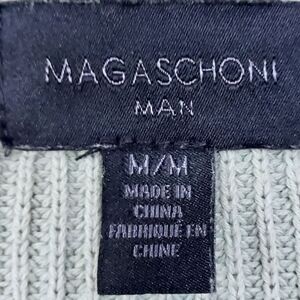 MAGASCHONI
MAN
M/M
MADE IN
CHINA
FABRIQUÉ EN
CHINE